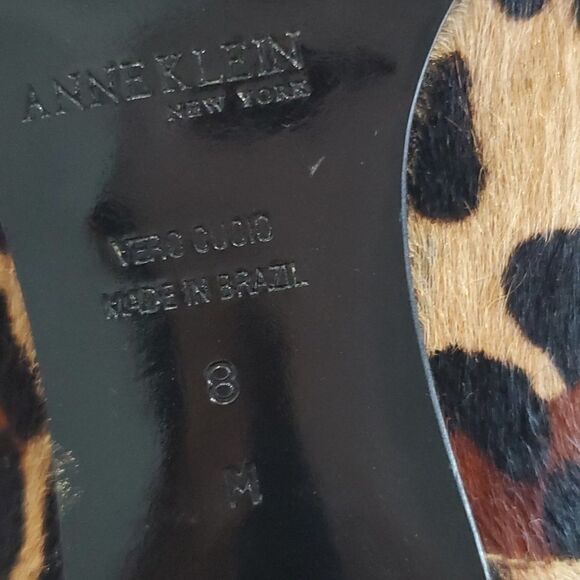 ANNE KLEIN
NEW YORK
VERO CUOIO
MADE IN BRAZIL
8
M